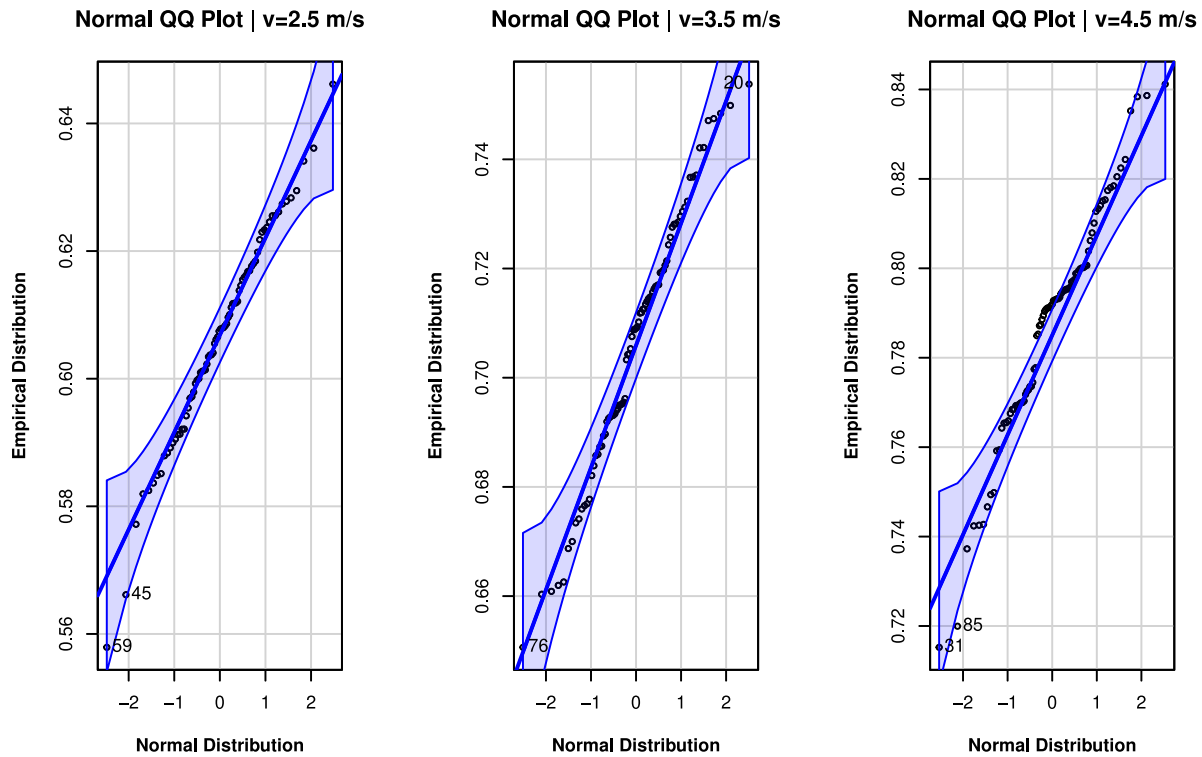 Normal QQ Plot | v=2.5 m/s
0.64
0.62
0.60
0.58
0.56
Empirical Distribution
45
59
−2 −1 0 1 2
Normal Distribution
Normal QQ Plot | v=3.5 m/s
0.74
0.72
0.70
0.68
0.66
Empirical Distribution
20
76
−2 −1 0 1 2
Normal Distribution
Normal QQ Plot | v=4.5 m/s
0.84
0.82
0.80
0.78
0.76
0.74
0.72
Empirical Distribution
85
31
−2 −1 0 1 2
Normal Distribution